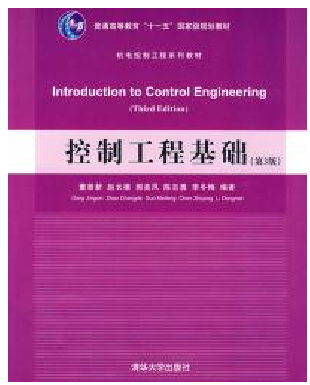 普通高等教育“十一五”国家级规划教材
机电控制工程系列教材
Introduction to Control Engineering
(Third Edition)
控制工程基础(第3版)
董景新 赵长德 郭美凤 陈志勇 李冬梅 编著
Dong Jingxin Zhao Changde Guo Meifeng Chen Zhiyong Li Dongmei
清华大学出版社